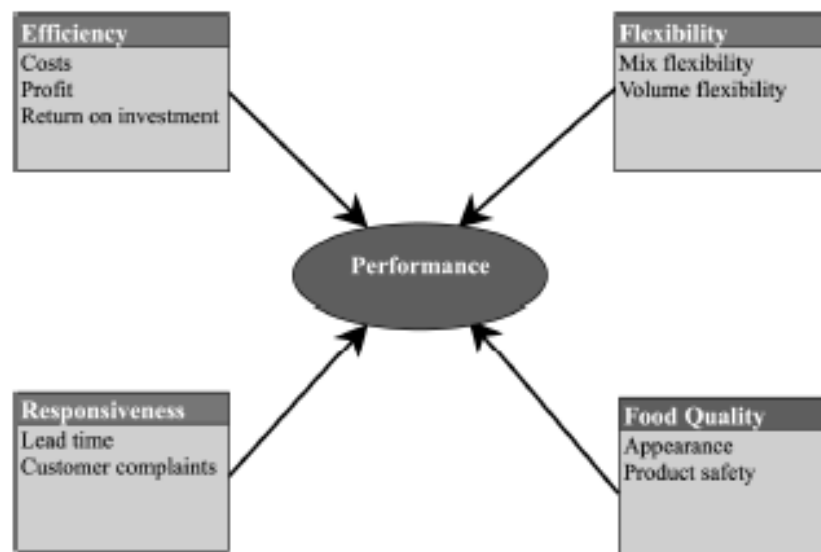 Efficiency
Costs
Profit
Return on investment
Flexibility
Mix flexibility
Volume flexibility
Performance
Responsiveness
Lead time
Customer complaints
Food Quality
Appearance
Product safety